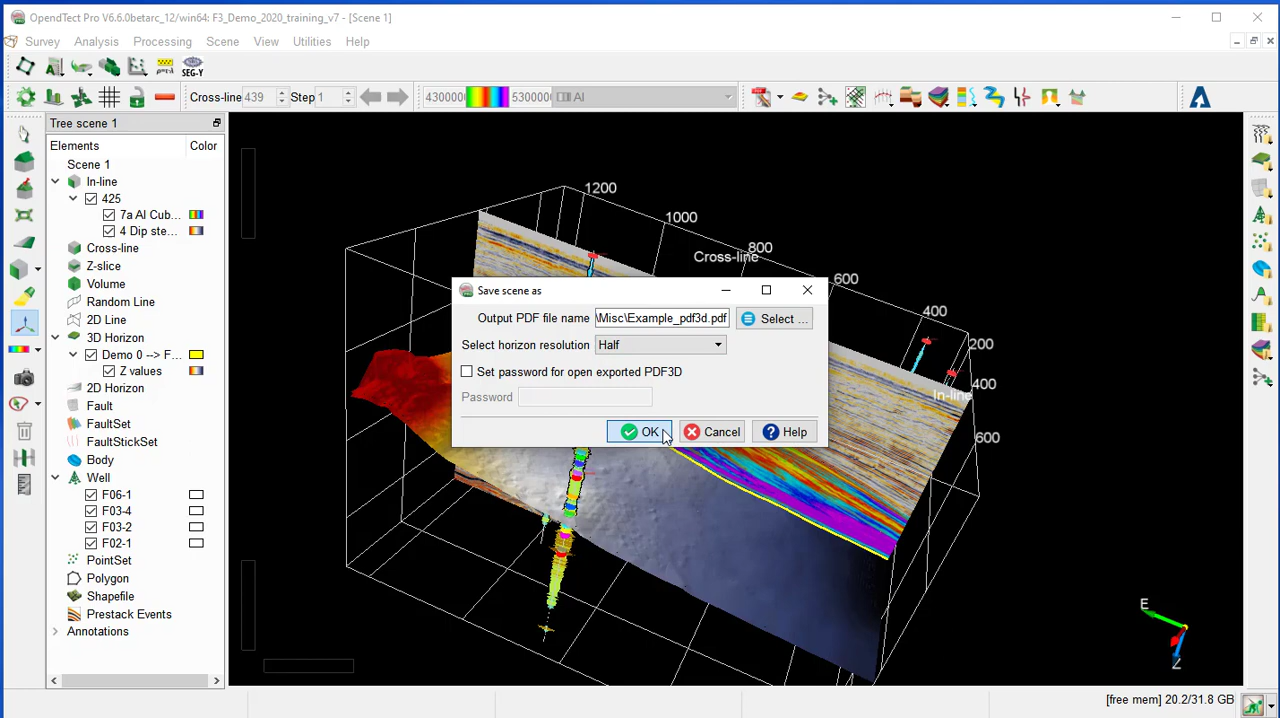 OpendTect Pro V6.6.0betarc_12/win64: F3_Demo_2020_training_v7 - [Scene 1]
Survey Analysis Processing Scene View Utilities Help
SEG-Y
Cross-line 439 Step 1 AI
Tree scene 1
Elements Color
Scene 1
In-line
425
7a AI Cub...
4 Dip ste...
Cross-line
Z-slice
Volume
Random Line
2D Line
3D Horizon
Demo 0 --> F...
Z values
2D Horizon
Fault
FaultSet
FaultStickSet
Body
Well
F06-1
F03-4
F03-2
F02-1
PointSet
Polygon
Shapefile
Prestack Events
Annotations
1200
1000
800
Cross-line
600
400
200
400
In-line
600
Save scene as
Output PDF file name \Misc\Example_pdf3d.pdf Select ...
Select horizon resolution Half
Set password for open exported PDF3D
Password
OK Cancel Help
E
Z
[free mem] 20.2/31.8 GB